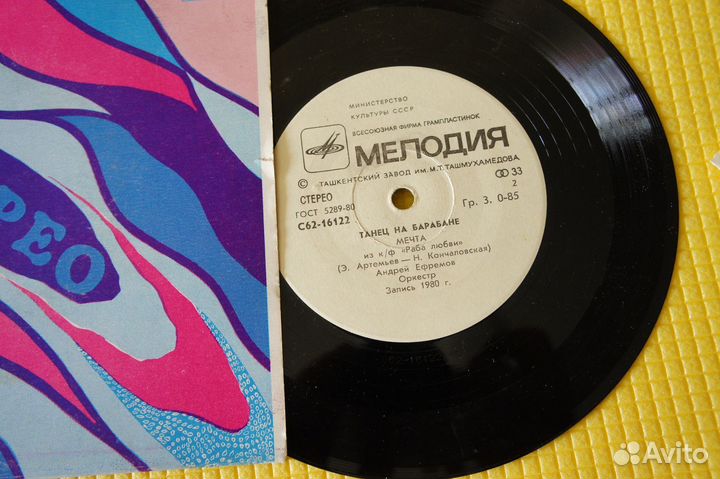 РЕО
МИНИСТЕРСТВО
КУЛЬТУРЫ СССР
ВСЕСОЮЗНАЯ ФИРМА ГРАМПЛАСТИНОК
МЕЛОДИЯ
© ТАШКЕНТСКИЙ ЗАВОД ИМ. М. Т. ТАШМУХАМЕДОВА
СТЕРЕО 33
ГОСТ 5289-80 2
С62-16122 Гр. 3. 0-85
ТАНЕЦ НА БАРАБАНЕ
МЕЧТА
из к/ф «Раба любви»
(Э. Артемьев — Н. Кончаловская)
Андрей Ефремов
Оркестр
Запись 1980 г.
Avito